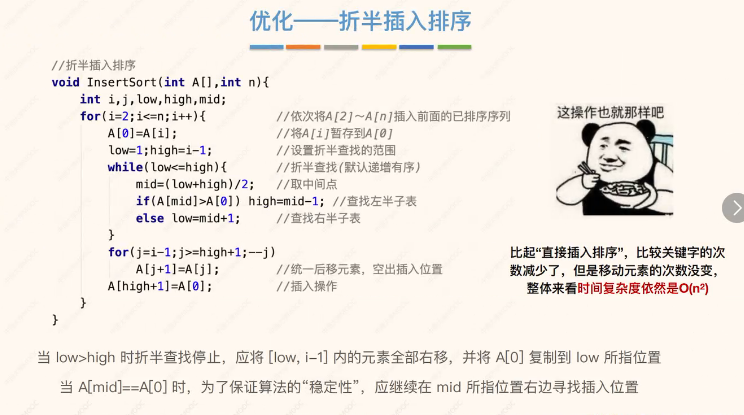 优化——折半插入排序
//折半插入排序
void InsertSort(int A[],int n){
    int i,j,low,high,mid;
    for(i=2;i<=n;i++){          //依次将A[2]～A[n]插入前面的已排序序列
        A[0]=A[i];              //将A[i]暂存到A[0]
        low=1;high=i-1;         //设置折半查找的范围
        while(low<=high){       //折半查找(默认递增有序)
            mid=(low+high)/2;   //取中间点
            if(A[mid]>A[0]) high=mid-1; //查找左半子表
            else low=mid+1;     //查找右半子表
        }
        for(j=i-1;j>=high+1;--j)
            A[j+1]=A[j];        //统一后移元素，空出插入位置
        A[high+1]=A[0];         //插入操作
    }
}
这操作也就那样吧
比起“直接插入排序”，比较关键字的次
数减少了，但是移动元素的次数没变，
整体来看时间复杂度依然是O(n²)
当 low>high 时折半查找停止，应将 [low, i-1] 内的元素全部右移，并将 A[0] 复制到 low 所指位置
当 A[mid]==A[0] 时，为了保证算法的“稳定性”，应继续在 mid 所指位置右边寻找插入位置